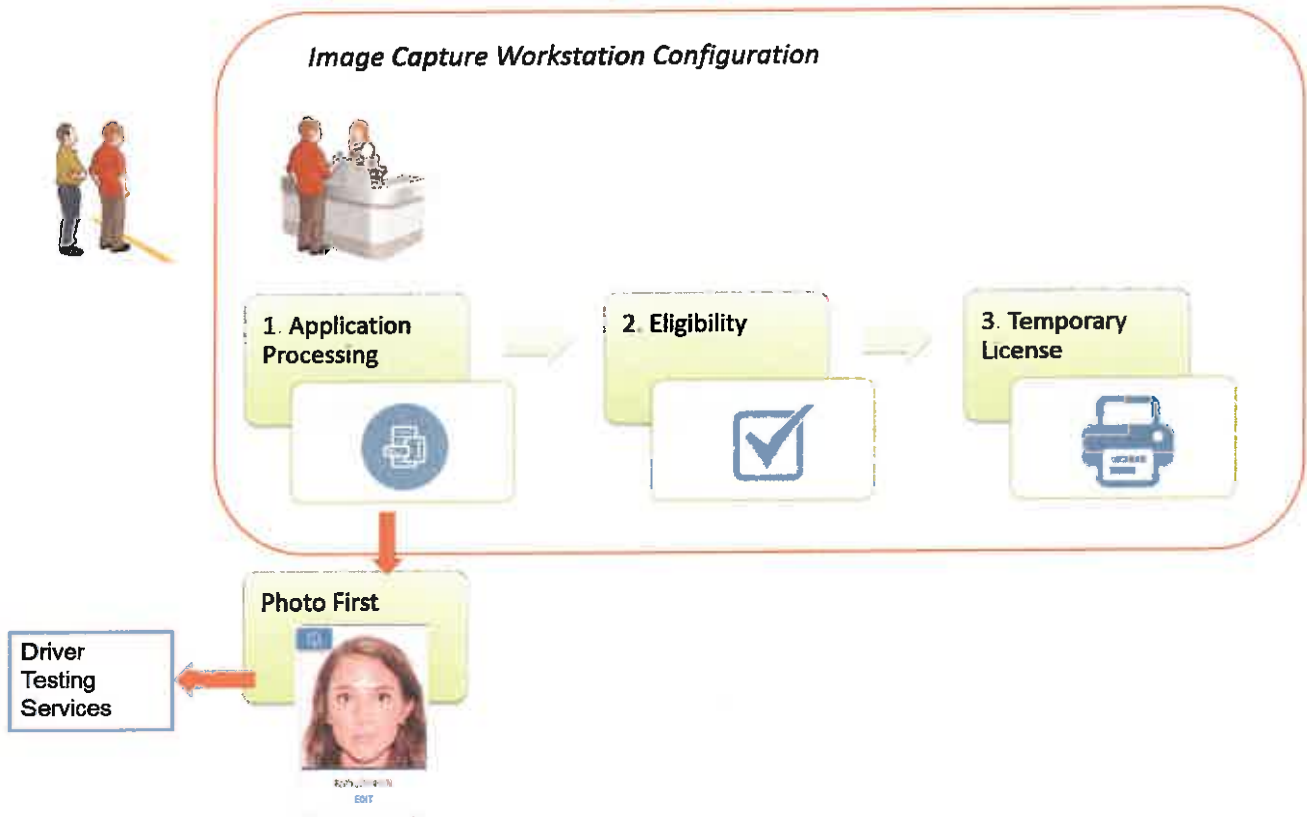 Image Capture Workstation Configuration
1. Application
Processing
2. Eligibility
3. Temporary
License
Photo First
Driver
Testing
Services
EDIT